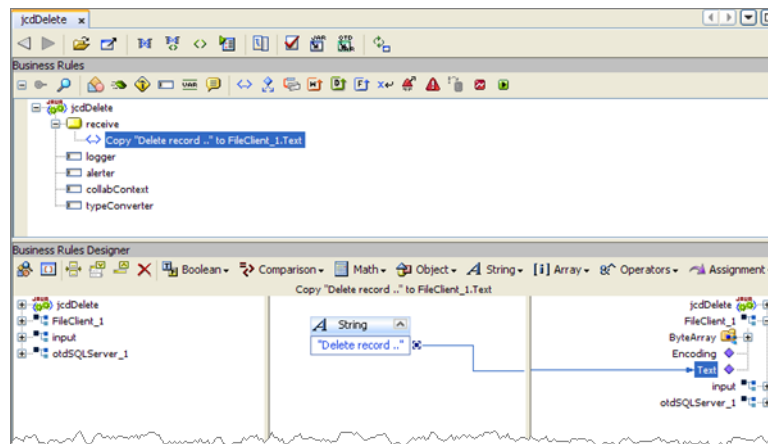 jcdDelete x
Business Rules
jcdDelete
receive
Copy "Delete record .." to FileClient_1.Text
logger
alerter
collabContext
typeConverter
Business Rules Designer
Boolean Comparison Math Object A String [i] Array Operators Assignment
Copy "Delete record .." to FileClient_1.Text
jcdDelete
FileClient_1
input
otdSQLServer_1
A String
"Delete record .."
jcdDelete
FileClient_1
ByteArray
Encoding
Text
input
otdSQLServer_1